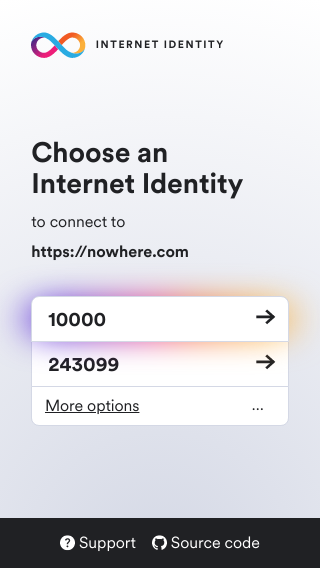 INTERNET IDENTITY
Choose an
Internet Identity
to connect to
https://nowhere.com
10000
243099
More options ...
Support Source code